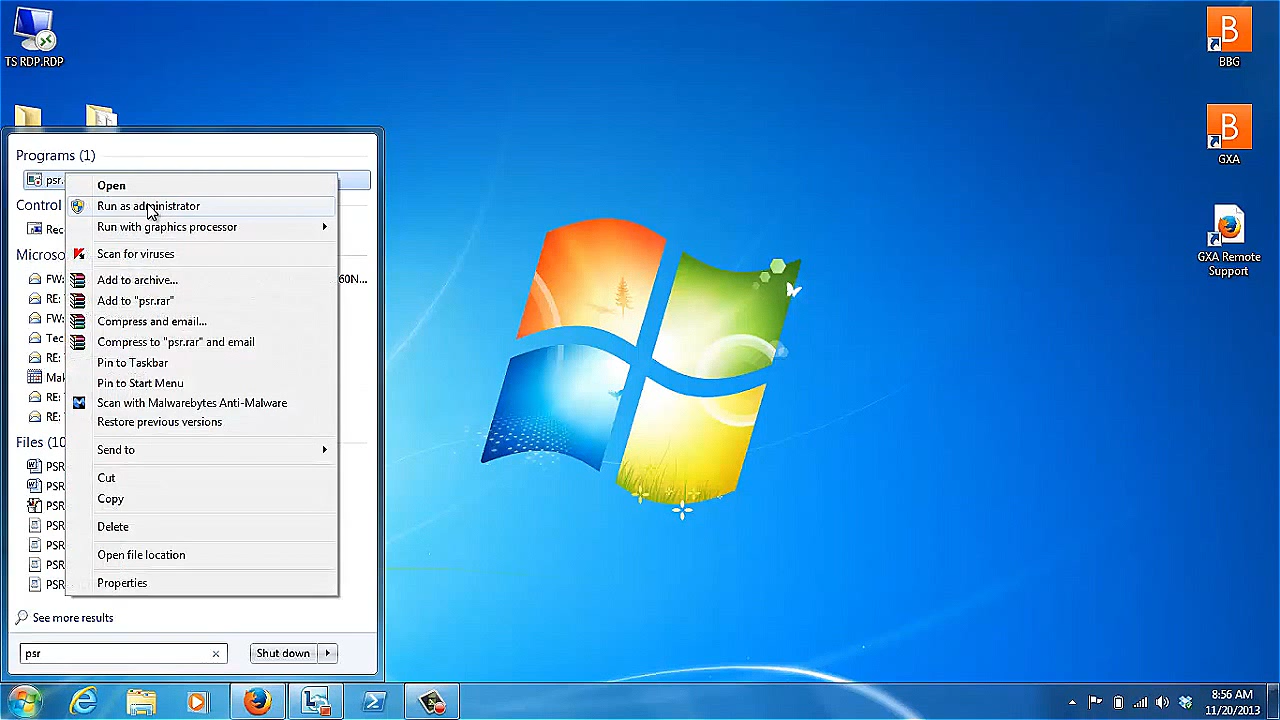 TS RDP.RDP
B
BBG
B
GXA
GXA Remote
Support
Programs (1)
psr.
Control
Rec
Microso
FW:
60N...
RE:
FW:
Tec
RE:
Mak
RE:
RE:
Files (10
PSR
PSR
PSR
PSR
PSR
PSR
PSR
Open
Run as administrator
Run with graphics processor
Scan for viruses
Add to archive...
Add to "psr.rar"
Compress and email...
Compress to "psr.rar" and email
Pin to Taskbar
Pin to Start Menu
Scan with Malwarebytes Anti-Malware
Restore previous versions
Send to
Cut
Copy
Delete
Open file location
Properties
See more results
psr
Shut down
8:56 AM
11/20/2013